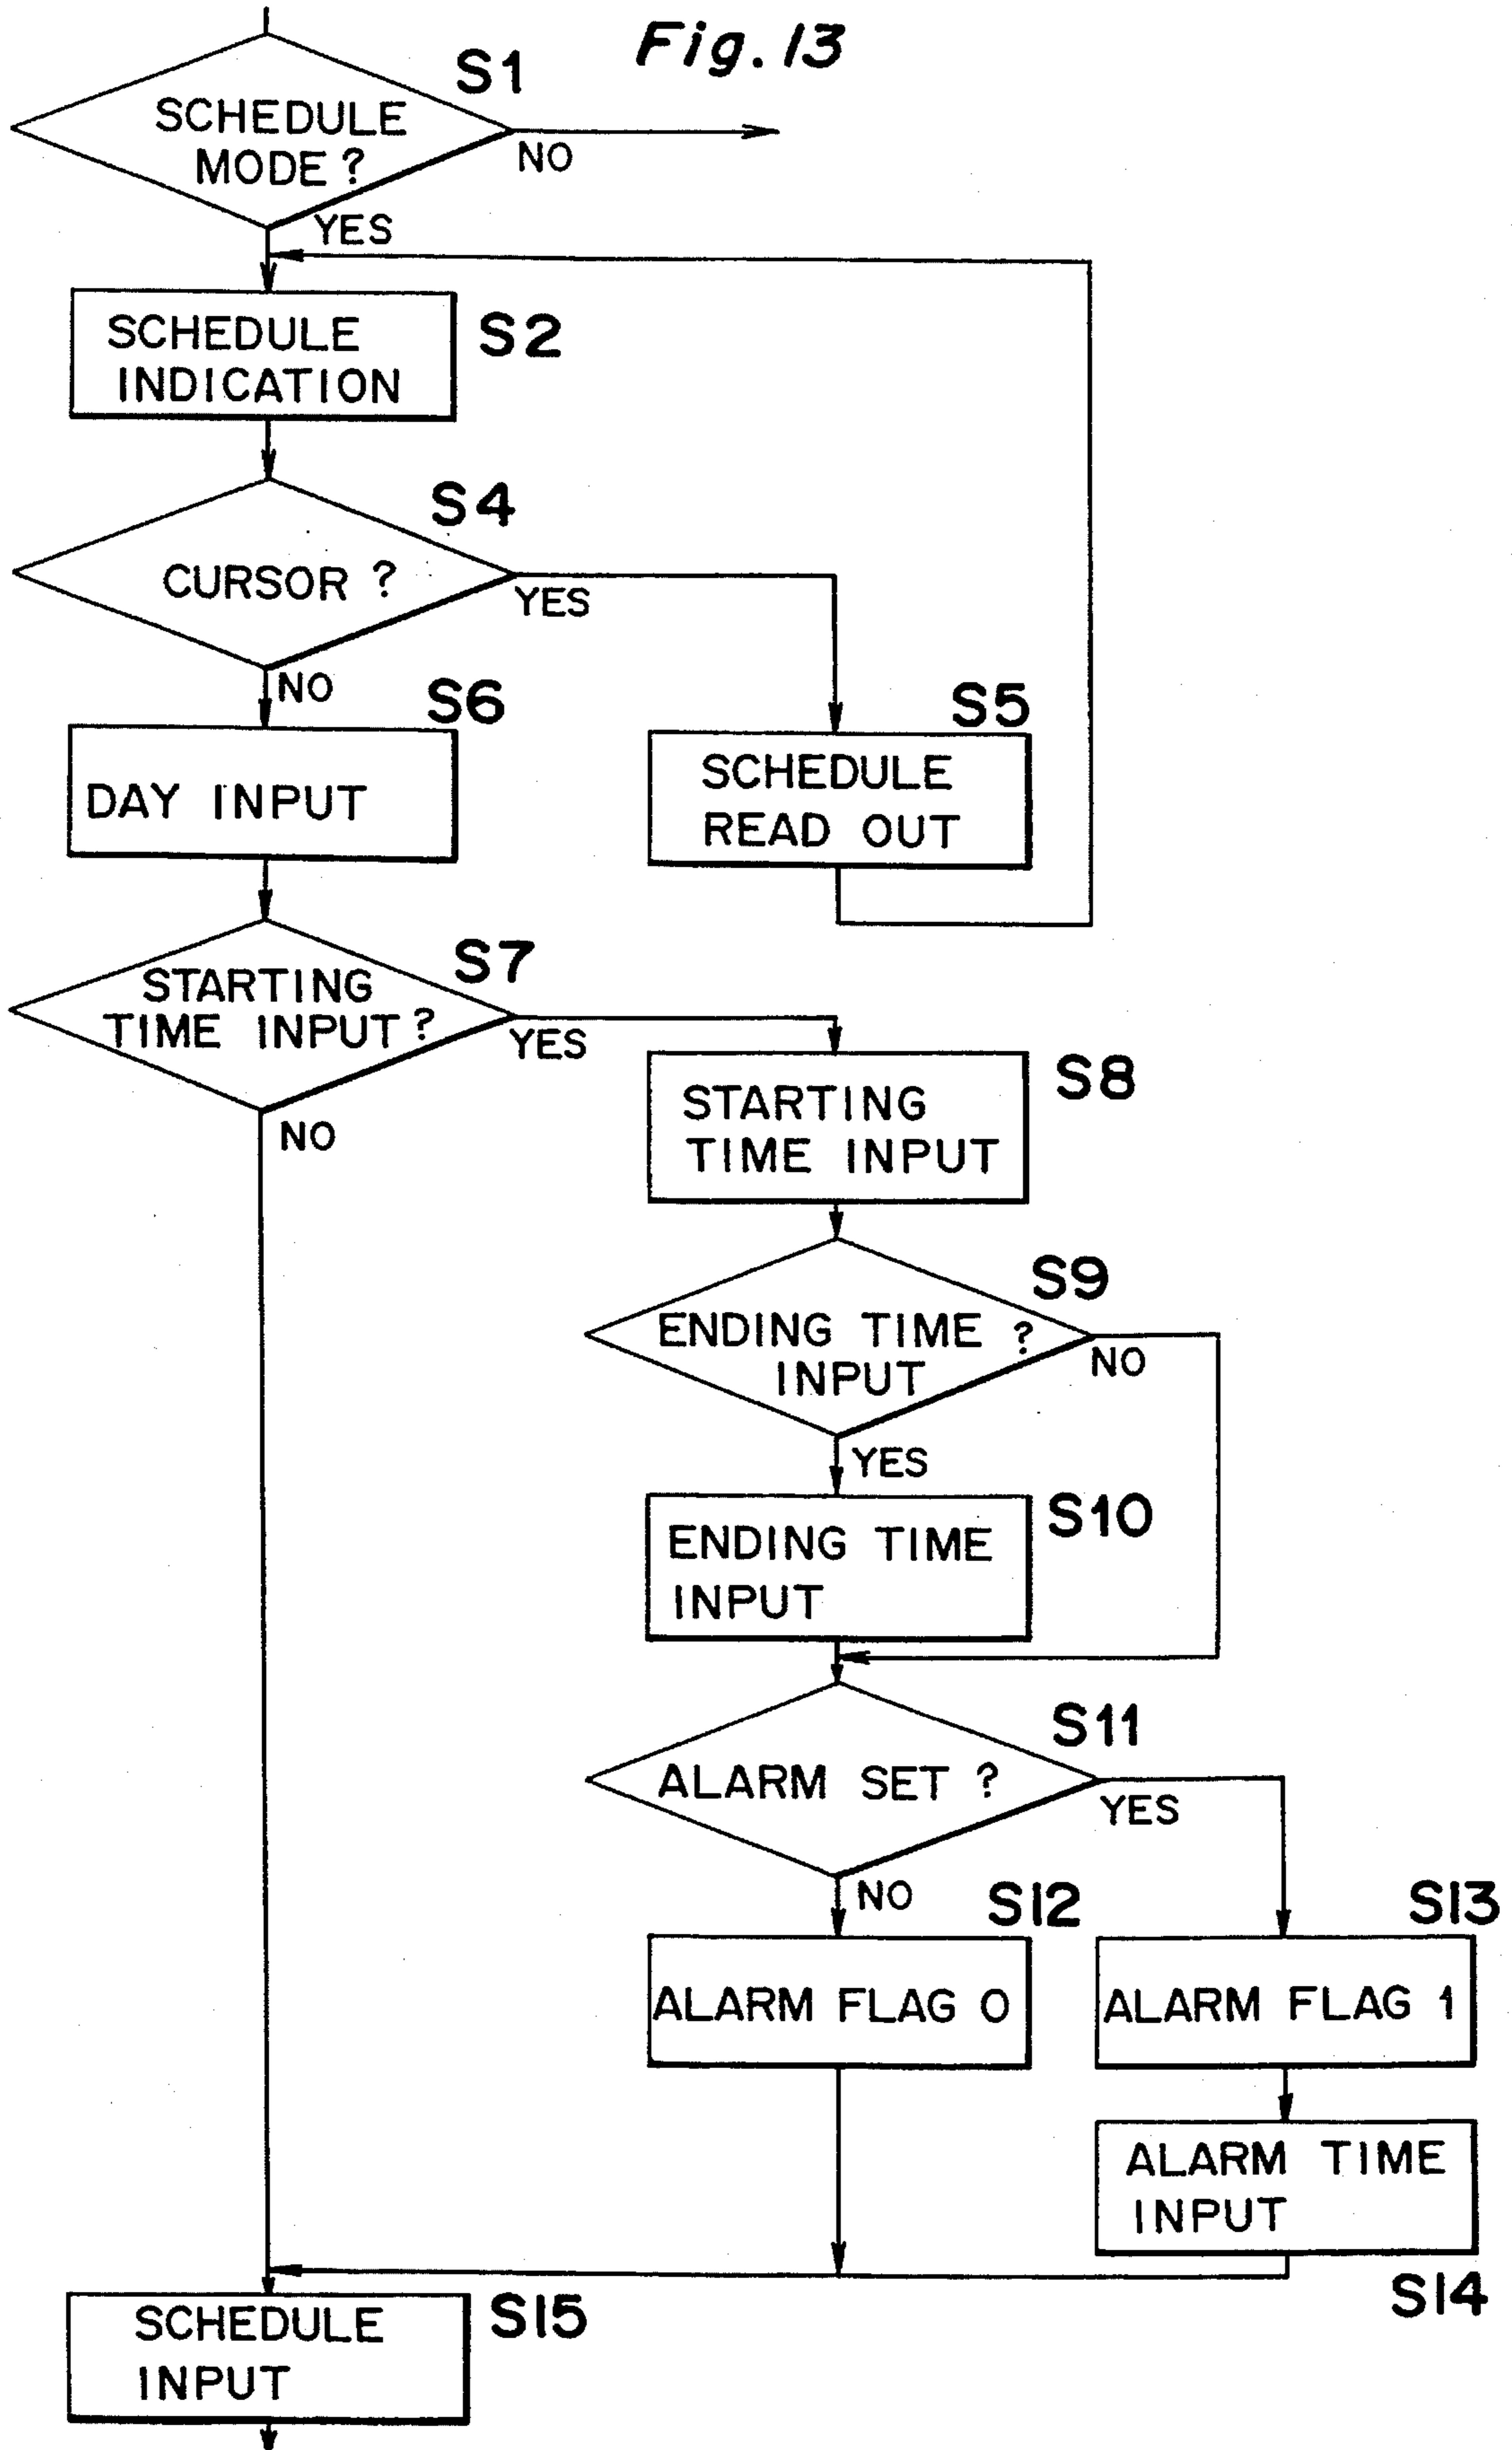 Fig. 13
S1
SCHEDULE
MODE ?
NO
YES
SCHEDULE
INDICATION
S2
S4
CURSOR ?
YES
NO
S6
DAY INPUT
S5
SCHEDULE
READ OUT
S7
STARTING
TIME INPUT ?
YES
NO
S8
STARTING
TIME INPUT
S9
ENDING TIME ?
INPUT
NO
YES
S10
ENDING TIME
INPUT
S11
ALARM SET ?
YES
NO
S12
ALARM FLAG 0
S13
ALARM FLAG 1
ALARM TIME
INPUT
S14
S15
SCHEDULE
INPUT